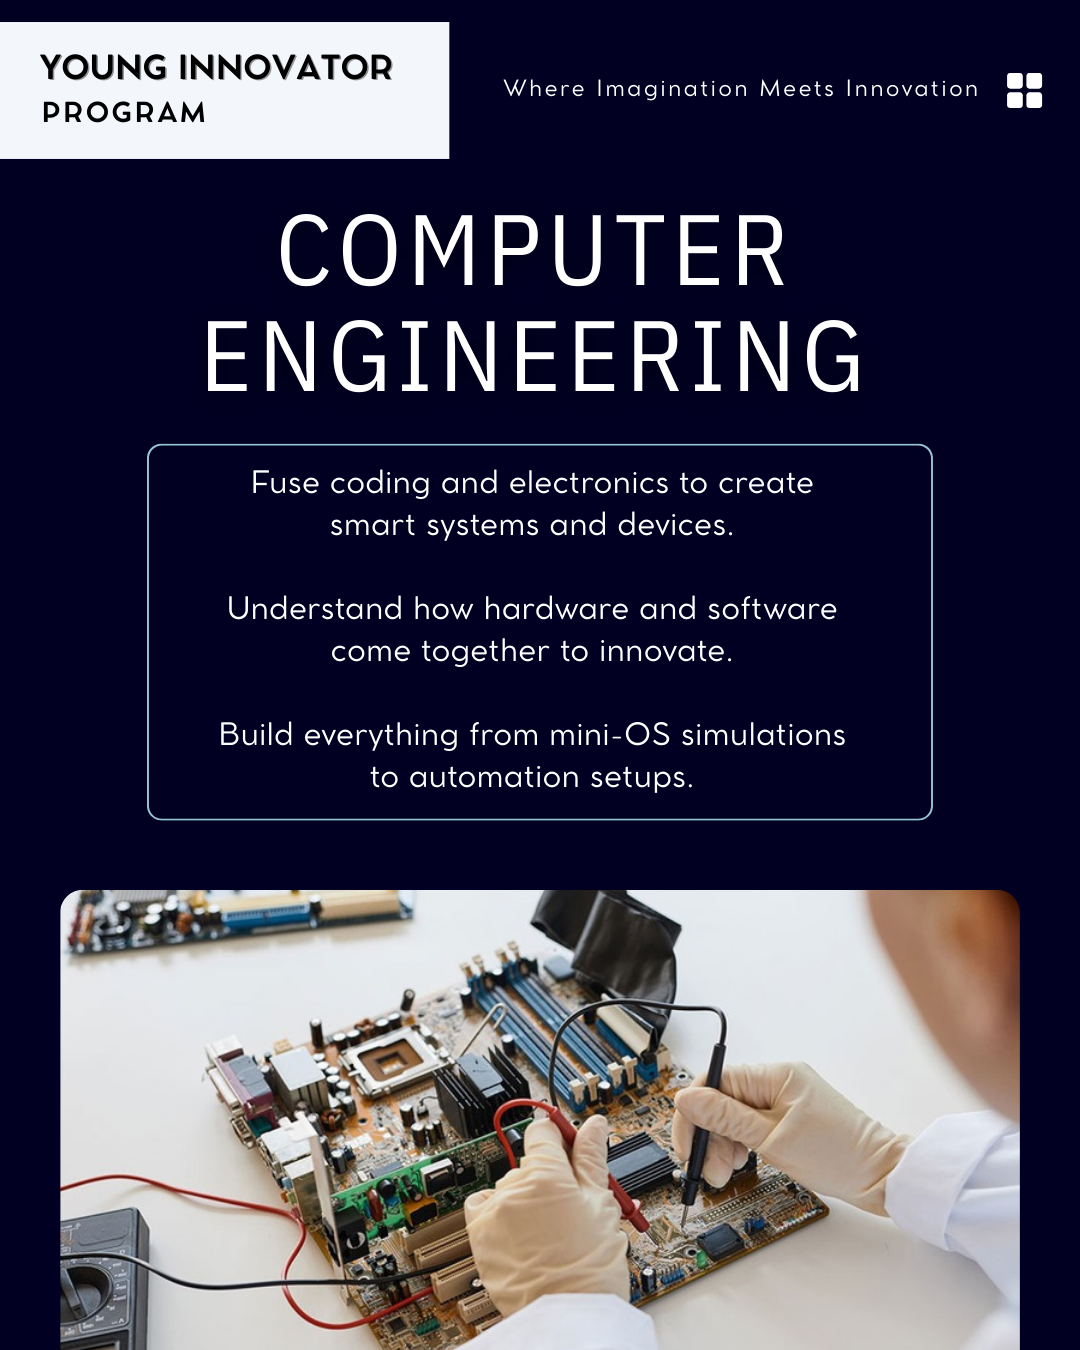 YOUNG INNOVATOR
PROGRAM
Where Imagination Meets Innovation
COMPUTER
ENGINEERING
Fuse coding and electronics to create
smart systems and devices.
Understand how hardware and software
come together to innovate.
Build everything from mini-OS simulations
to automation setups.